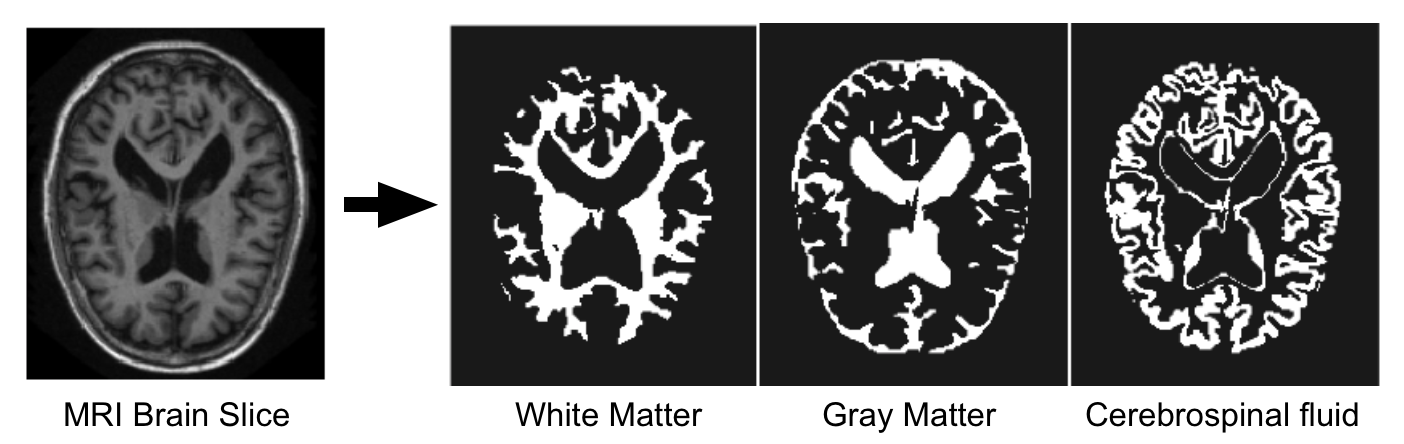 MRI Brain Slice
White Matter
Gray Matter
Cerebrospinal fluid